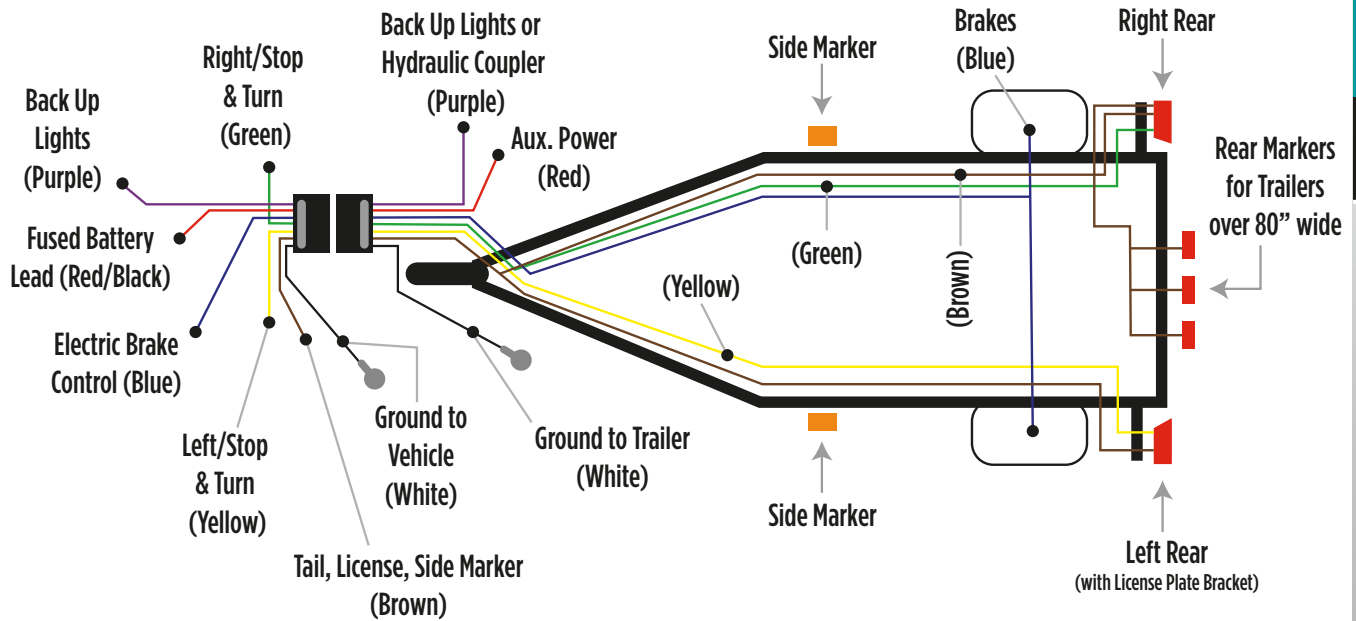 Back Up
Lights
(Purple)
Right/Stop
& Turn
(Green)
Back Up Lights or
Hydraulic Coupler
(Purple)
Aux. Power
(Red)
Side Marker
Brakes
(Blue)
Right Rear
Rear Markers
for Trailers
over 80” wide
Fused Battery
Lead (Red/Black)
Electric Brake
Control (Blue)
Left/Stop
& Turn
(Yellow)
Ground to
Vehicle
(White)
Ground to Trailer
(White)
Tail, License, Side Marker
(Brown)
(Green)
(Brown)
(Yellow)
Side Marker
Left Rear
(with License Plate Bracket)